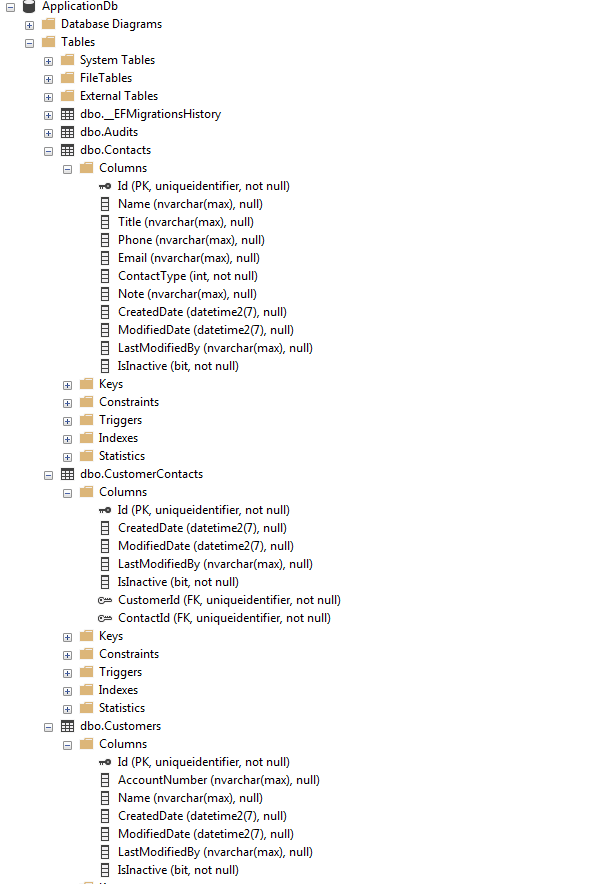 ApplicationDb
Database Diagrams
Tables
System Tables
FileTables
External Tables
dbo.__EFMigrationsHistory
dbo.Audits
dbo.Contacts
Columns
Id (PK, uniqueidentifier, not null)
Name (nvarchar(max), null)
Title (nvarchar(max), null)
Phone (nvarchar(max), null)
Email (nvarchar(max), null)
ContactType (int, not null)
Note (nvarchar(max), null)
CreatedDate (datetime2(7), null)
ModifiedDate (datetime2(7), null)
LastModifiedBy (nvarchar(max), null)
IsInactive (bit, not null)
Keys
Constraints
Triggers
Indexes
Statistics
dbo.CustomerContacts
Columns
Id (PK, uniqueidentifier, not null)
CreatedDate (datetime2(7), null)
ModifiedDate (datetime2(7), null)
LastModifiedBy (nvarchar(max), null)
IsInactive (bit, not null)
CustomerId (FK, uniqueidentifier, not null)
ContactId (FK, uniqueidentifier, not null)
Keys
Constraints
Triggers
Indexes
Statistics
dbo.Customers
Columns
Id (PK, uniqueidentifier, not null)
AccountNumber (nvarchar(max), null)
Name (nvarchar(max), null)
CreatedDate (datetime2(7), null)
ModifiedDate (datetime2(7), null)
LastModifiedBy (nvarchar(max), null)
IsInactive (bit, not null)